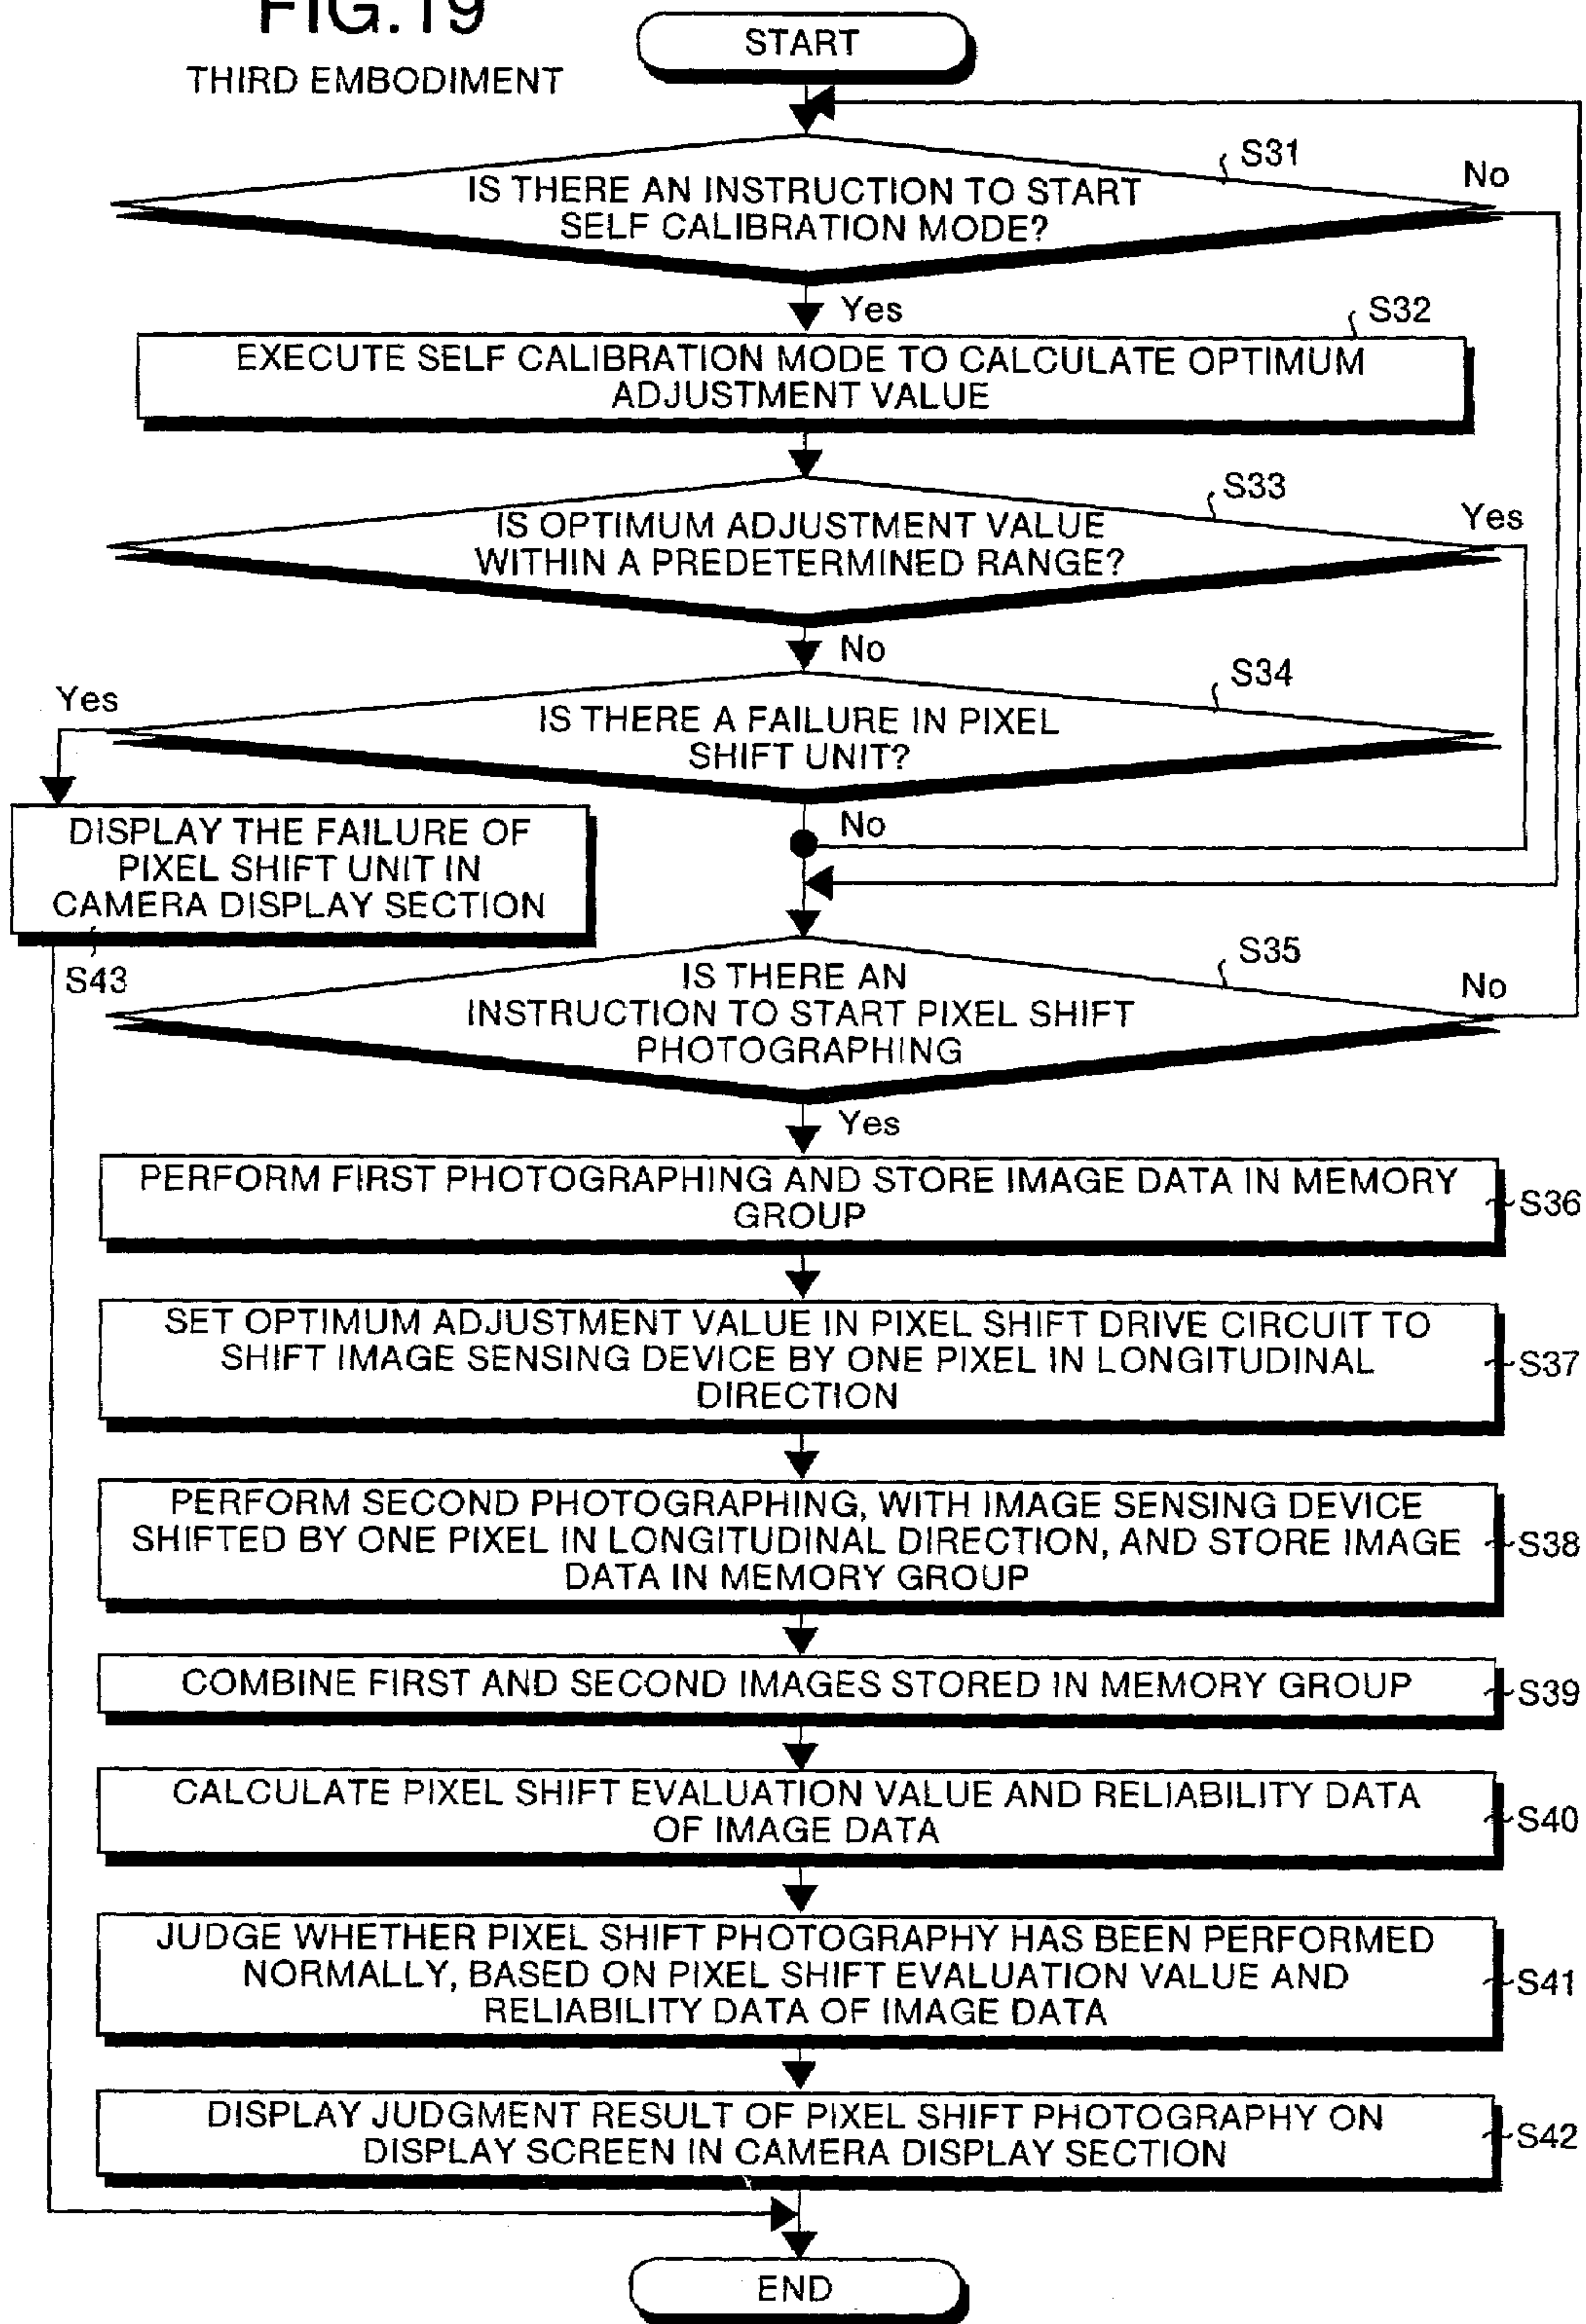 FIG.19
THIRD EMBODIMENT
START
S31
No
IS THERE AN INSTRUCTION TO START
SELF CALIBRATION MODE?
Yes
S32
EXECUTE SELF CALIBRATION MODE TO CALCULATE OPTIMUM
ADJUSTMENT VALUE
S33
Yes
IS OPTIMUM ADJUSTMENT VALUE
WITHIN A PREDETERMINED RANGE?
No
S34
Yes
IS THERE A FAILURE IN PIXEL
SHIFT UNIT?
No
DISPLAY THE FAILURE OF
PIXEL SHIFT UNIT IN
CAMERA DISPLAY SECTION
S43
S35
No
IS THERE AN
INSTRUCTION TO START PIXEL SHIFT
PHOTOGRAPHING
Yes
PERFORM FIRST PHOTOGRAPHING AND STORE IMAGE DATA IN MEMORY
GROUP
S36
SET OPTIMUM ADJUSTMENT VALUE IN PIXEL SHIFT DRIVE CIRCUIT TO
SHIFT IMAGE SENSING DEVICE BY ONE PIXEL IN LONGITUDINAL
DIRECTION
S37
PERFORM SECOND PHOTOGRAPHING, WITH IMAGE SENSING DEVICE
SHIFTED BY ONE PIXEL IN LONGITUDINAL DIRECTION, AND STORE IMAGE
DATA IN MEMORY GROUP
S38
COMBINE FIRST AND SECOND IMAGES STORED IN MEMORY GROUP
S39
CALCULATE PIXEL SHIFT EVALUATION VALUE AND RELIABILITY DATA
OF IMAGE DATA
S40
JUDGE WHETHER PIXEL SHIFT PHOTOGRAPHY HAS BEEN PERFORMED
NORMALLY, BASED ON PIXEL SHIFT EVALUATION VALUE AND
RELIABILITY DATA OF IMAGE DATA
S41
DISPLAY JUDGMENT RESULT OF PIXEL SHIFT PHOTOGRAPHY ON
DISPLAY SCREEN IN CAMERA DISPLAY SECTION
S42
END